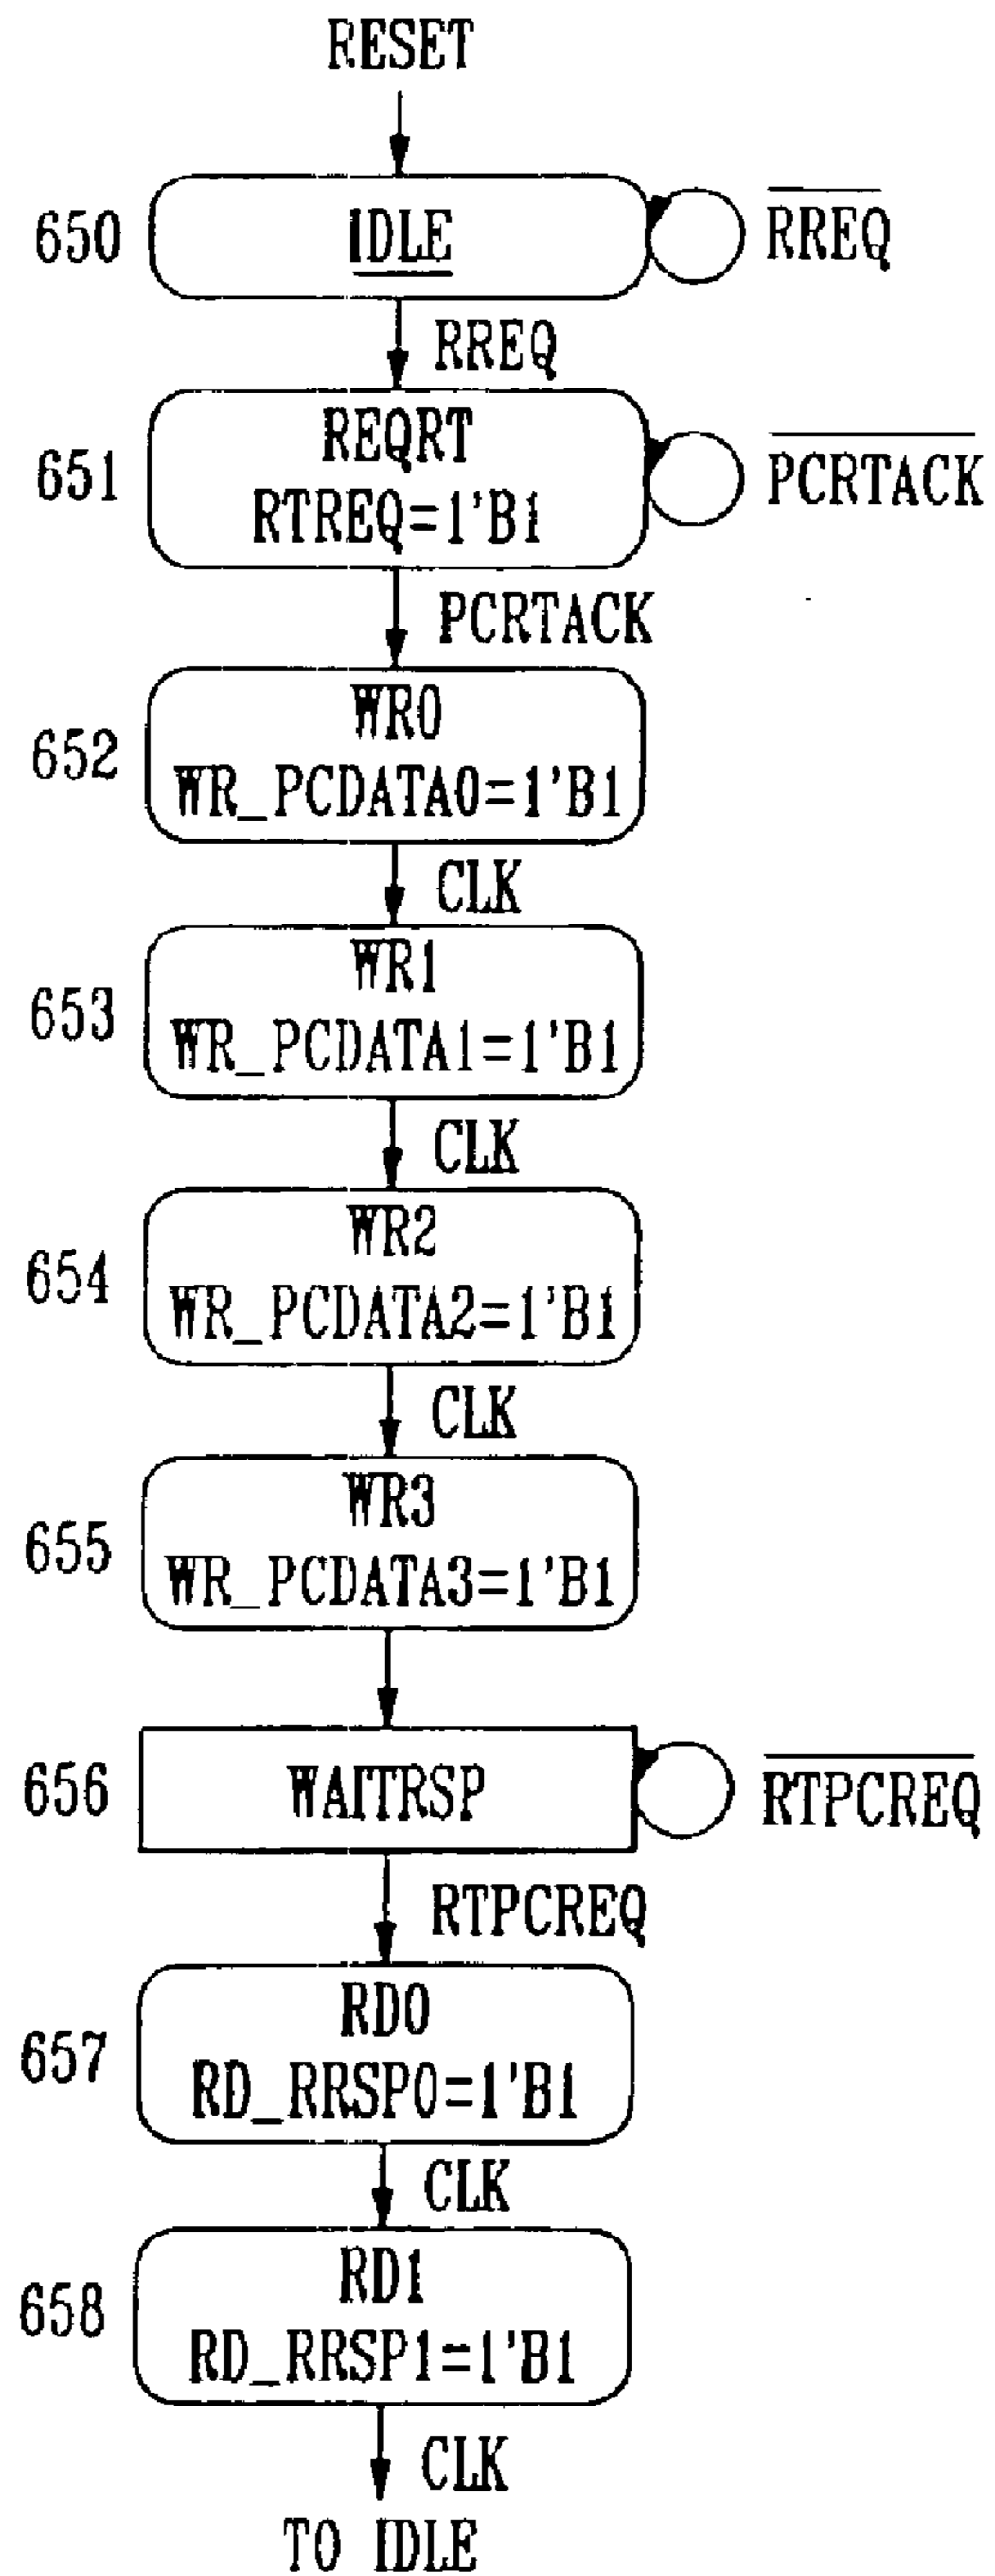 RESET
650
IDLE
RREQ
RREQ
651
REQRT
RTREQ=1'B1
PCRTACK
PCRTACK
652
WR0
WR_PCDATA0=1'B1
CLK
653
WR1
WR_PCDATA1=1'B1
CLK
654
WR2
WR_PCDATA2=1'B1
CLK
655
WR3
WR_PCDATA3=1'B1
656
WAITRSP
RTPCREQ
RTPCREQ
657
RD0
RD_RRSP0=1'B1
CLK
658
RD1
RD_RRSP1=1'B1
CLK
TO IDLE